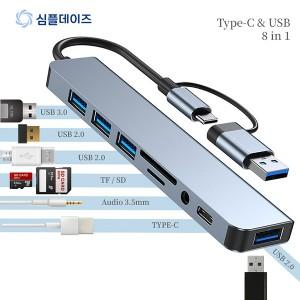 심플데이즈
Type-C & USB
8 in 1
USB 3.0
USB 2.0
USB 2.0
TF / SD
Audio 3.5mm
TYPE-C
USB 2.0